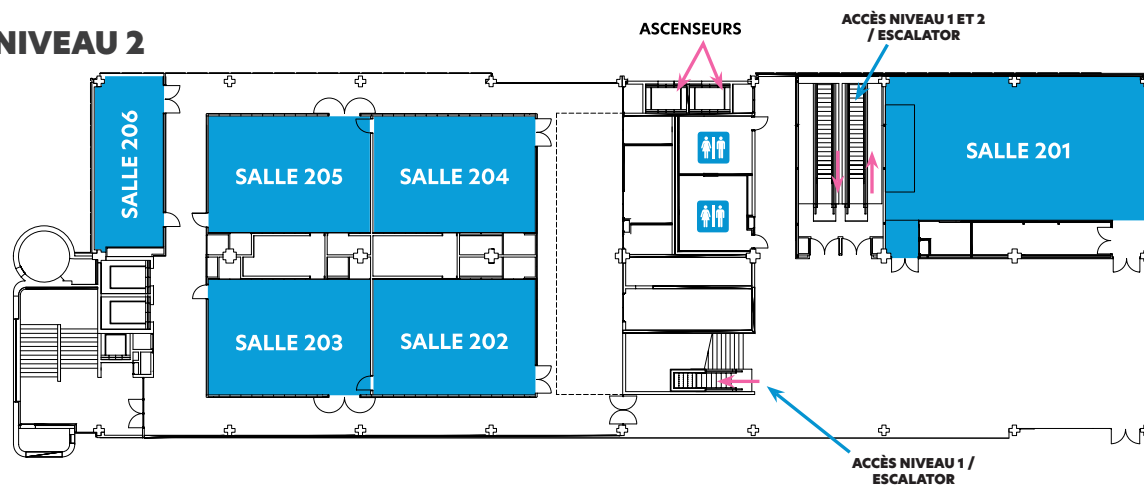 NIVEAU 2
ASCENSEURS
ACCÈS NIVEAU 1 ET 2
/ ESCALATOR
SALLE 206
SALLE 205
SALLE 204
SALLE 201
SALLE 203
SALLE 202
ACCÈS NIVEAU 1 /
ESCALATOR